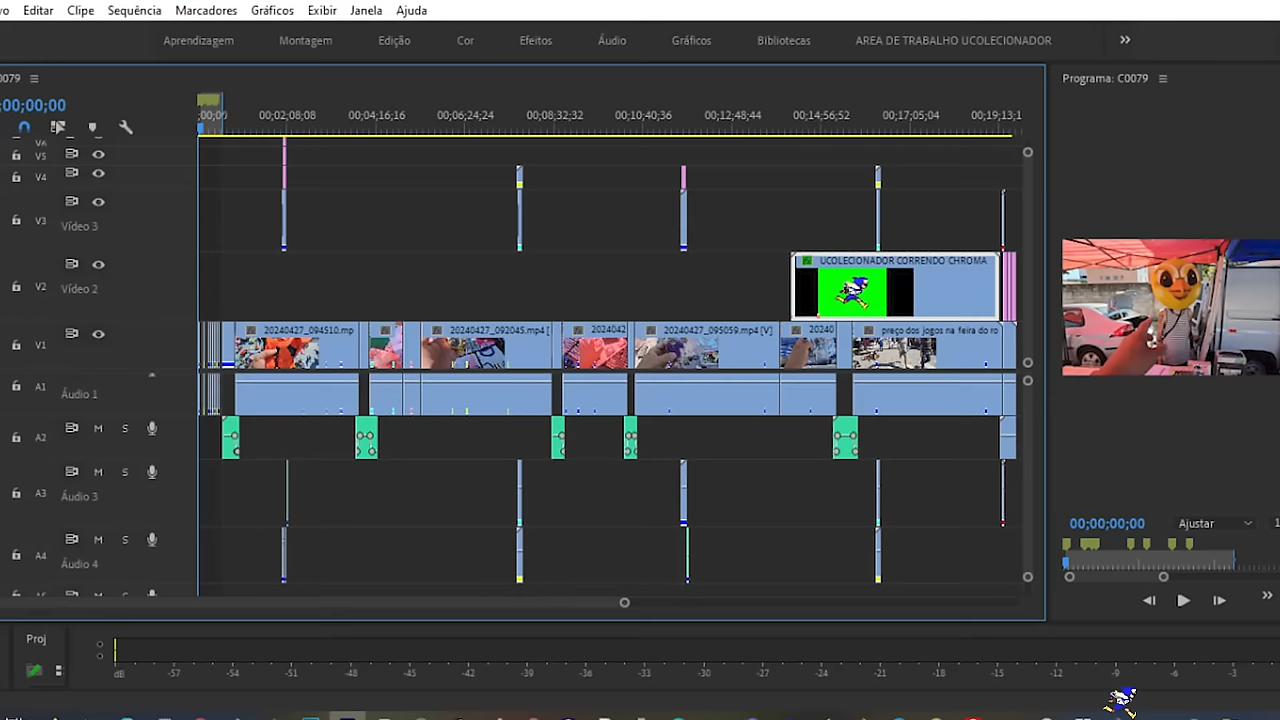 Editar Clipe Sequência Marcadores Gráficos Exibir Janela Ajuda
Aprendizagem Montagem Edição Cor Efeitos Áudio Gráficos Bibliotecas AREA DE TRABALHO UCOLECIONADOR
0079
Programa: C0079
;00;00;00
00;02;08;08 00;04;16;16 00;06;24;24 00;08;32;32 00;10;40;36 00;12;48;44 00;14;56;52 00;17;05;04 00;19;13;1
V5
V4
V3
Vídeo 3
UCOLECIONADOR CORRENDO CHROMA
V2
Vídeo 2
20240427_094510.mp 20240427_092045.mp4 [ 2024042 20240427_095059.mp4 [V] 20240 preço dos jogos na feira do ro
V1
A1
Áudio 1
A2 M S
A3 M S
Áudio 3
00;00;00;00 Ajustar
A4 M S
Áudio 4
Proj
dB -57 -54 -51 -48 -45 -42 -39 -36 -33 -30 -27 -24 -21 -18 -15 -12 -9 -6 -3